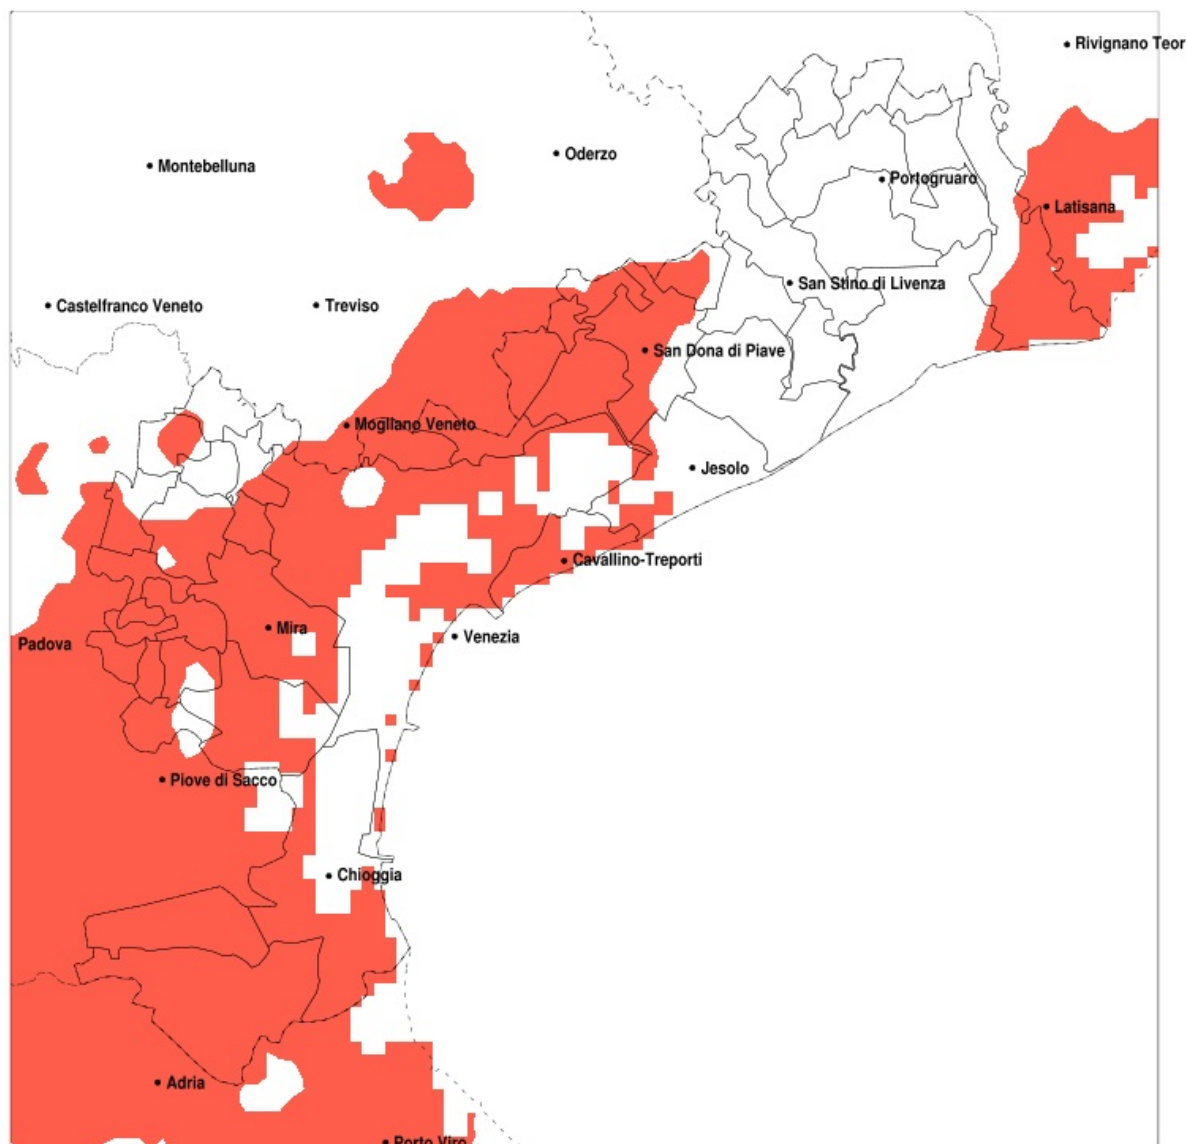 Rivignano Teor
Montebelluna
Oderzo
Portogruaro
Latisana
San Stino di Livenza
Castelfranco Veneto
Treviso
San Dona di Piave
Mogliano Veneto
Jesolo
Cavallino-Treporti
Mira
Venezia
Padova
Piove di Sacco
Chioggia
Adria
Porto Viro